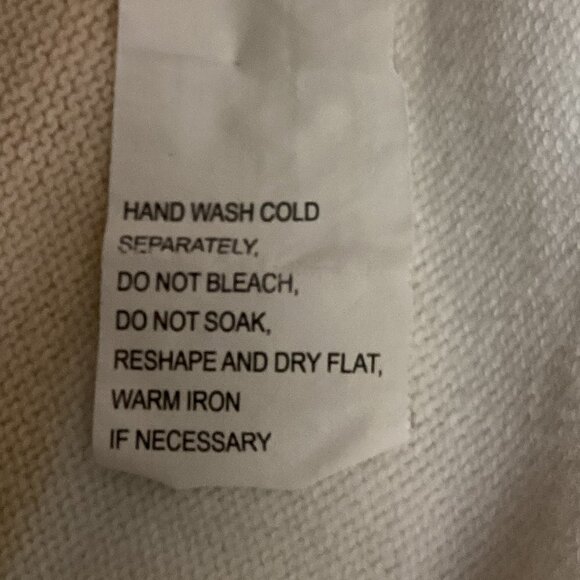 HAND WASH COLD
SEPARATELY,
DO NOT BLEACH,
DO NOT SOAK,
RESHAPE AND DRY FLAT,
WARM IRON
IF NECESSARY